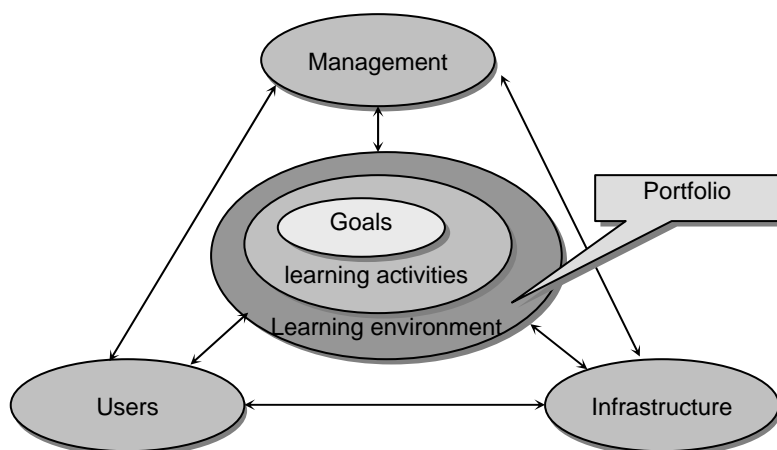 Management
Portfolio
Goals
learning activities
Learning environment
Users
Infrastructure